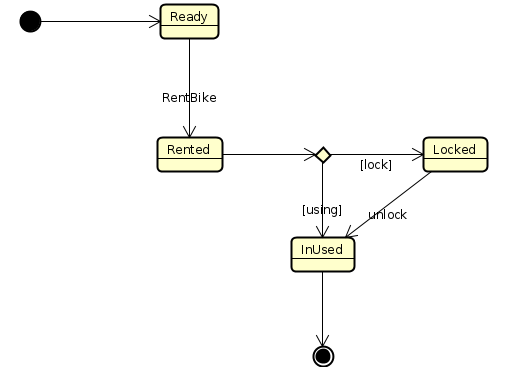 Ready
RentBike
Rented
Locked
[lock]
[using]
unlock
InUsed